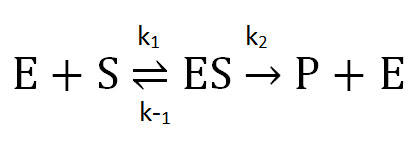 k₁ k₂
E + S ⇌ ES → P + E
k-₁